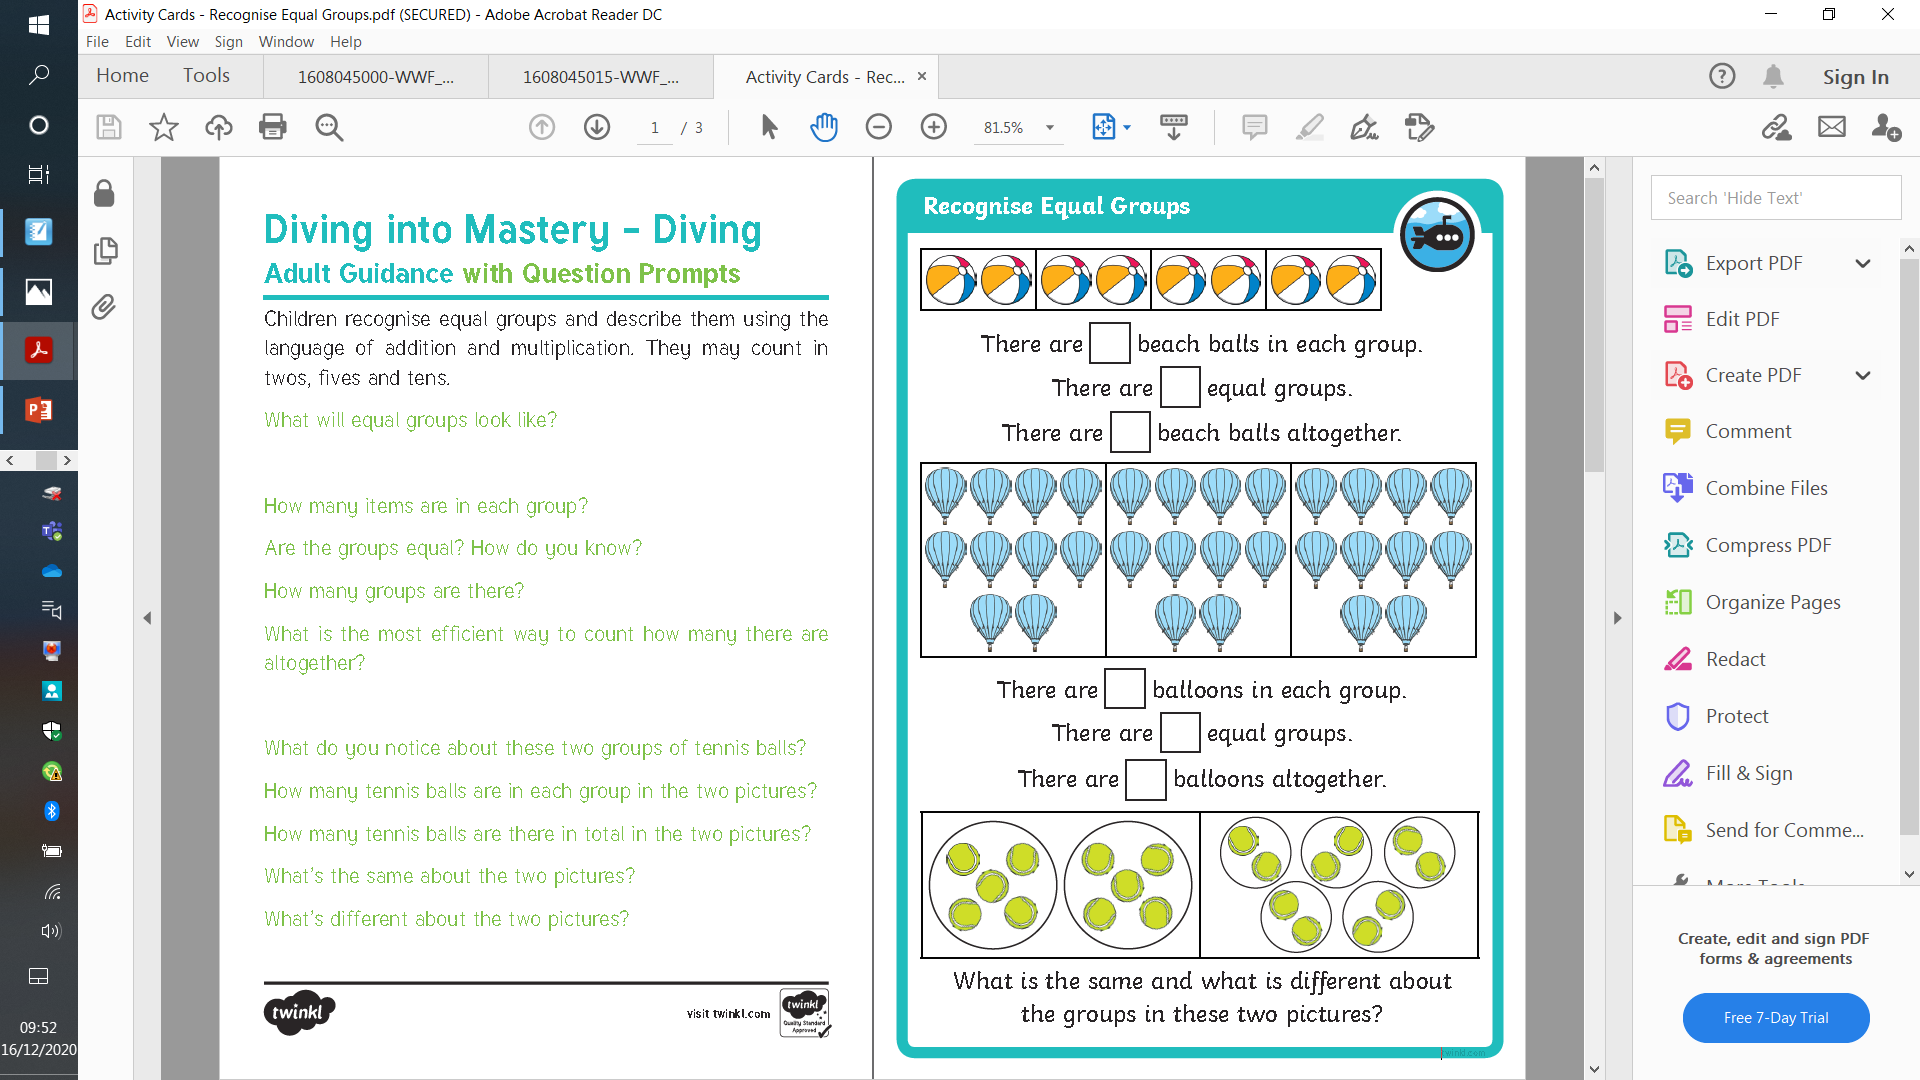 Activity Cards - Recognise Equal Groups.pdf (SECURED) - Adobe Acrobat Reader DC
File Edit View Sign Window Help
Home Tools 1608045000-WWF_... 1608045015-WWF_... Activity Cards - Rec... × Sign In
1 / 3 81.5%
Diving into Mastery – Diving
Adult Guidance with Question Prompts
Children recognise equal groups and describe them using the
language of addition and multiplication. They may count in
twos, fives and tens.
What will equal groups look like?
How many items are in each group?
Are the groups equal? How do you know?
How many groups are there?
What is the most efficient way to count how many there are
altogether?
What do you notice about these two groups of tennis balls?
How many tennis balls are in each group in the two pictures?
How many tennis balls are there in total in the two pictures?
What's the same about the two pictures?
What's different about the two pictures?
twinkl
visit twinkl.com
twinkl
Quality Standard
Approved
Recognise Equal Groups
There are beach balls in each group.
There are equal groups.
There are beach balls altogether.
There are balloons in each group.
There are equal groups.
There are balloons altogether.
What is the same and what is different about
the groups in these two pictures?
twinkl.com
Search 'Hide Text'
Export PDF
Edit PDF
Create PDF
Comment
Combine Files
Compress PDF
Organize Pages
Redact
Protect
Fill & Sign
Send for Comme...
More Tools
Create, edit and sign PDF
forms & agreements
Free 7-Day Trial
09:52
16/12/2020